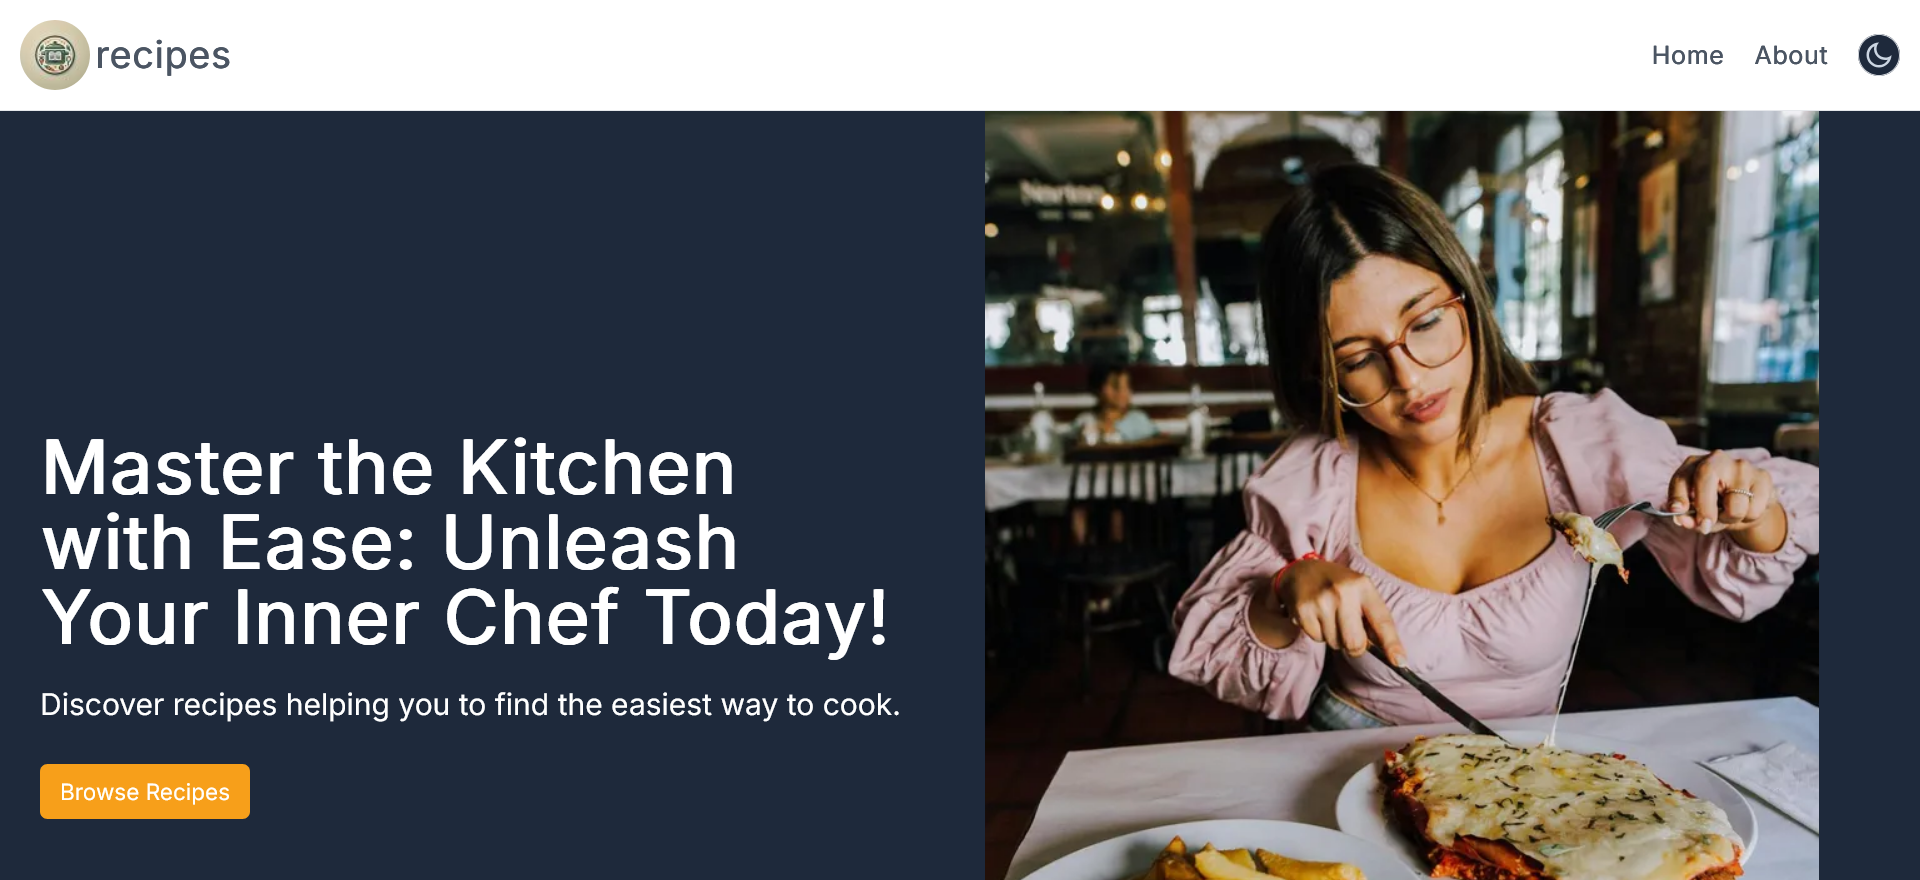 recipes
Home About
Master the Kitchen
with Ease: Unleash
Your Inner Chef Today!
Discover recipes helping you to find the easiest way to cook.
Browse Recipes